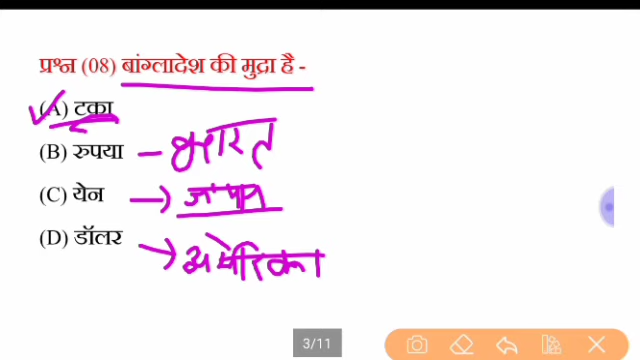 प्रश्न (08) बांग्लादेश की मुद्रा है -
(A) टका
(B) रुपया – भारत
(C) येन → जापान
(D) डॉलर → अमेरिका
3/11